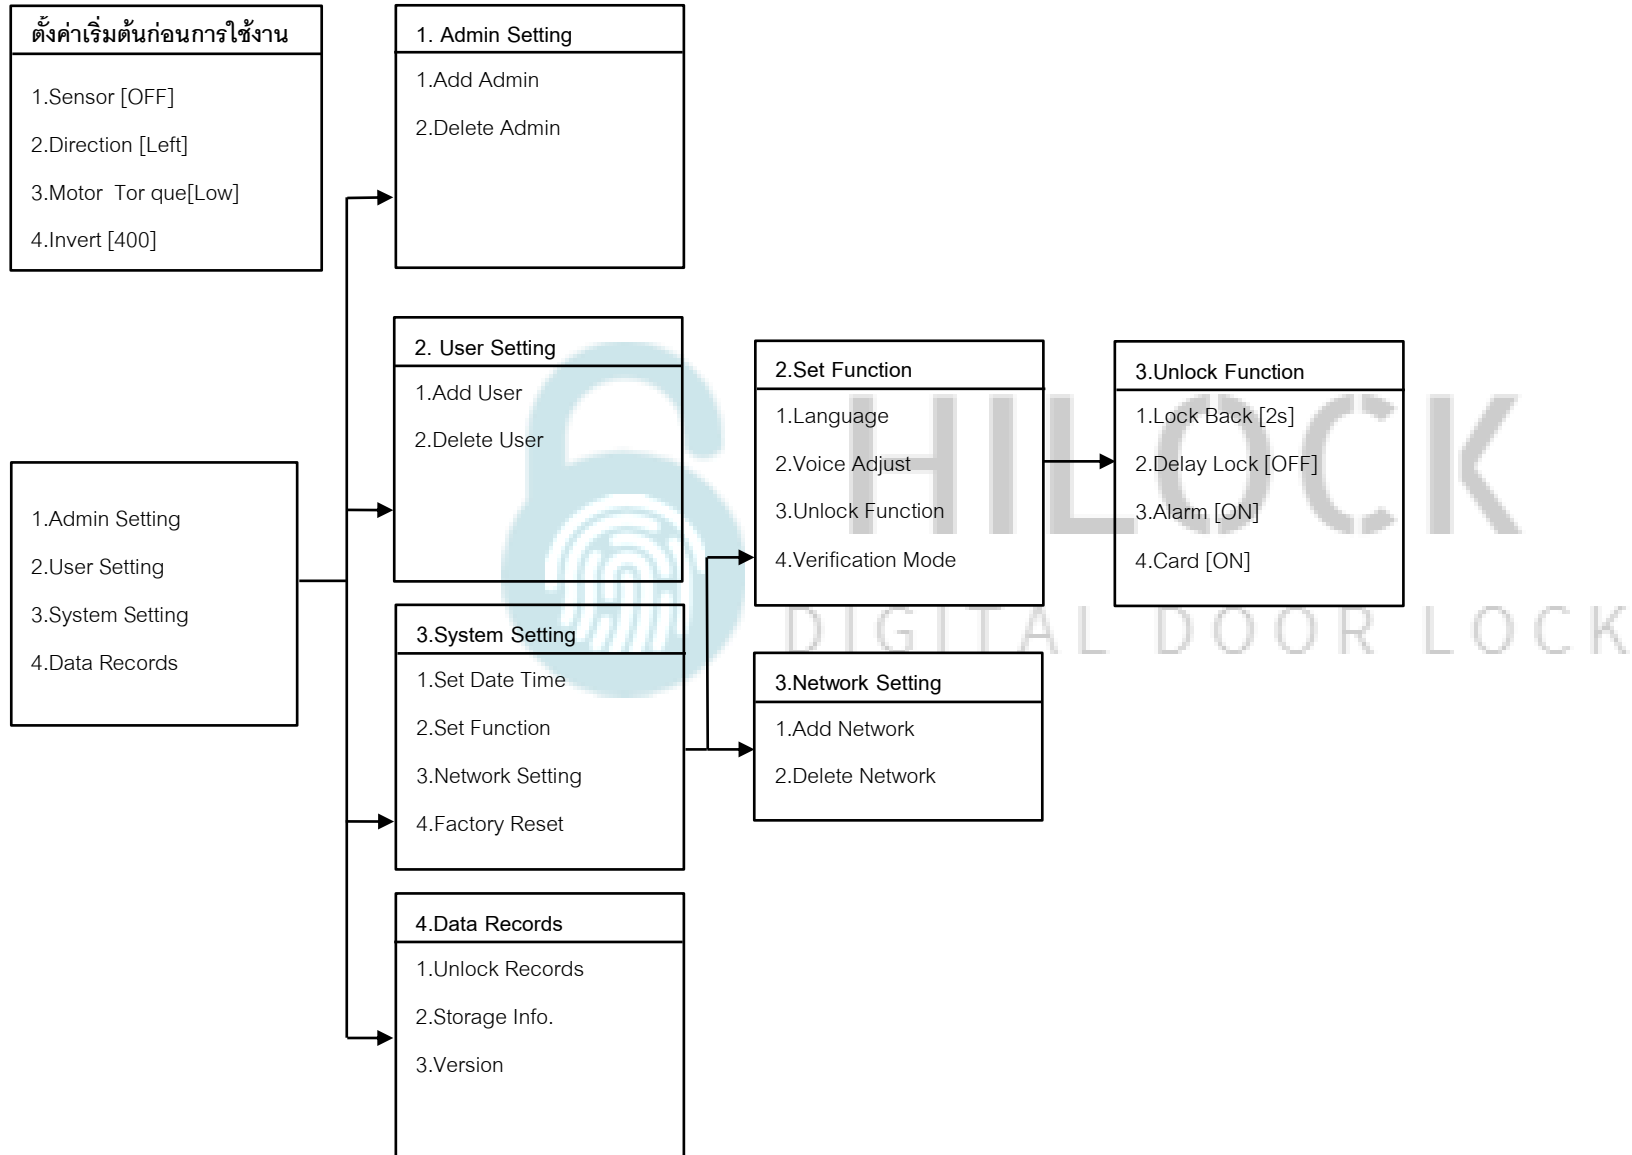 ตั้งค่าเริ่มต้นก่อนการใช้งาน
1.Sensor [OFF]
2.Direction [Left]
3.Motor  Tor que[Low]
4.Invert [400]
1. Admin Setting
1.Add Admin
2.Delete Admin
2. User Setting
1.Add User
2.Delete User
1.Admin Setting
2.User Setting
3.System Setting
4.Data Records
3.System Setting
1.Set Date Time
2.Set Function
3.Network Setting
4.Factory Reset
2.Set Function
1.Language
2.Voice Adjust
3.Unlock Function
4.Verification Mode
3.Unlock Function
1.Lock Back [2s]
2.Delay Lock [OFF]
3.Alarm [ON]
4.Card [ON]
3.Network Setting
1.Add Network
2.Delete Network
4.Data Records
1.Unlock Records
2.Storage Info.
3.Version
HILOCK
DIGITAL DOOR LOCK